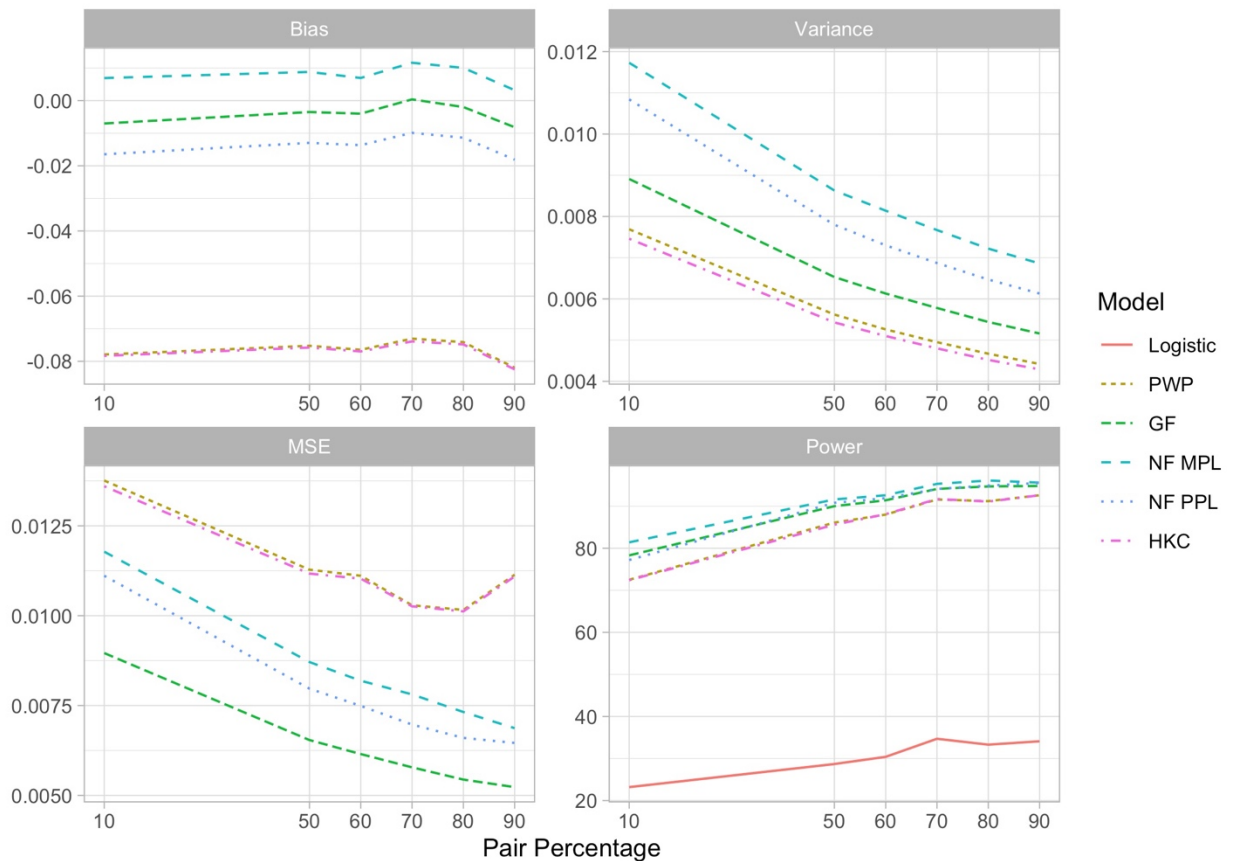 Bias
Variance
0.00
-0.02
-0.04
-0.06
-0.08
10 50 60 70 80 90
0.012
0.010
0.008
0.006
0.004
10 50 60 70 80 90
MSE
Power
0.0125
0.0100
0.0075
0.0050
10 50 60 70 80 90
80
60
40
20
10 50 60 70 80 90
Pair Percentage
Model
Logistic
PWP
GF
NF MPL
NF PPL
HKC